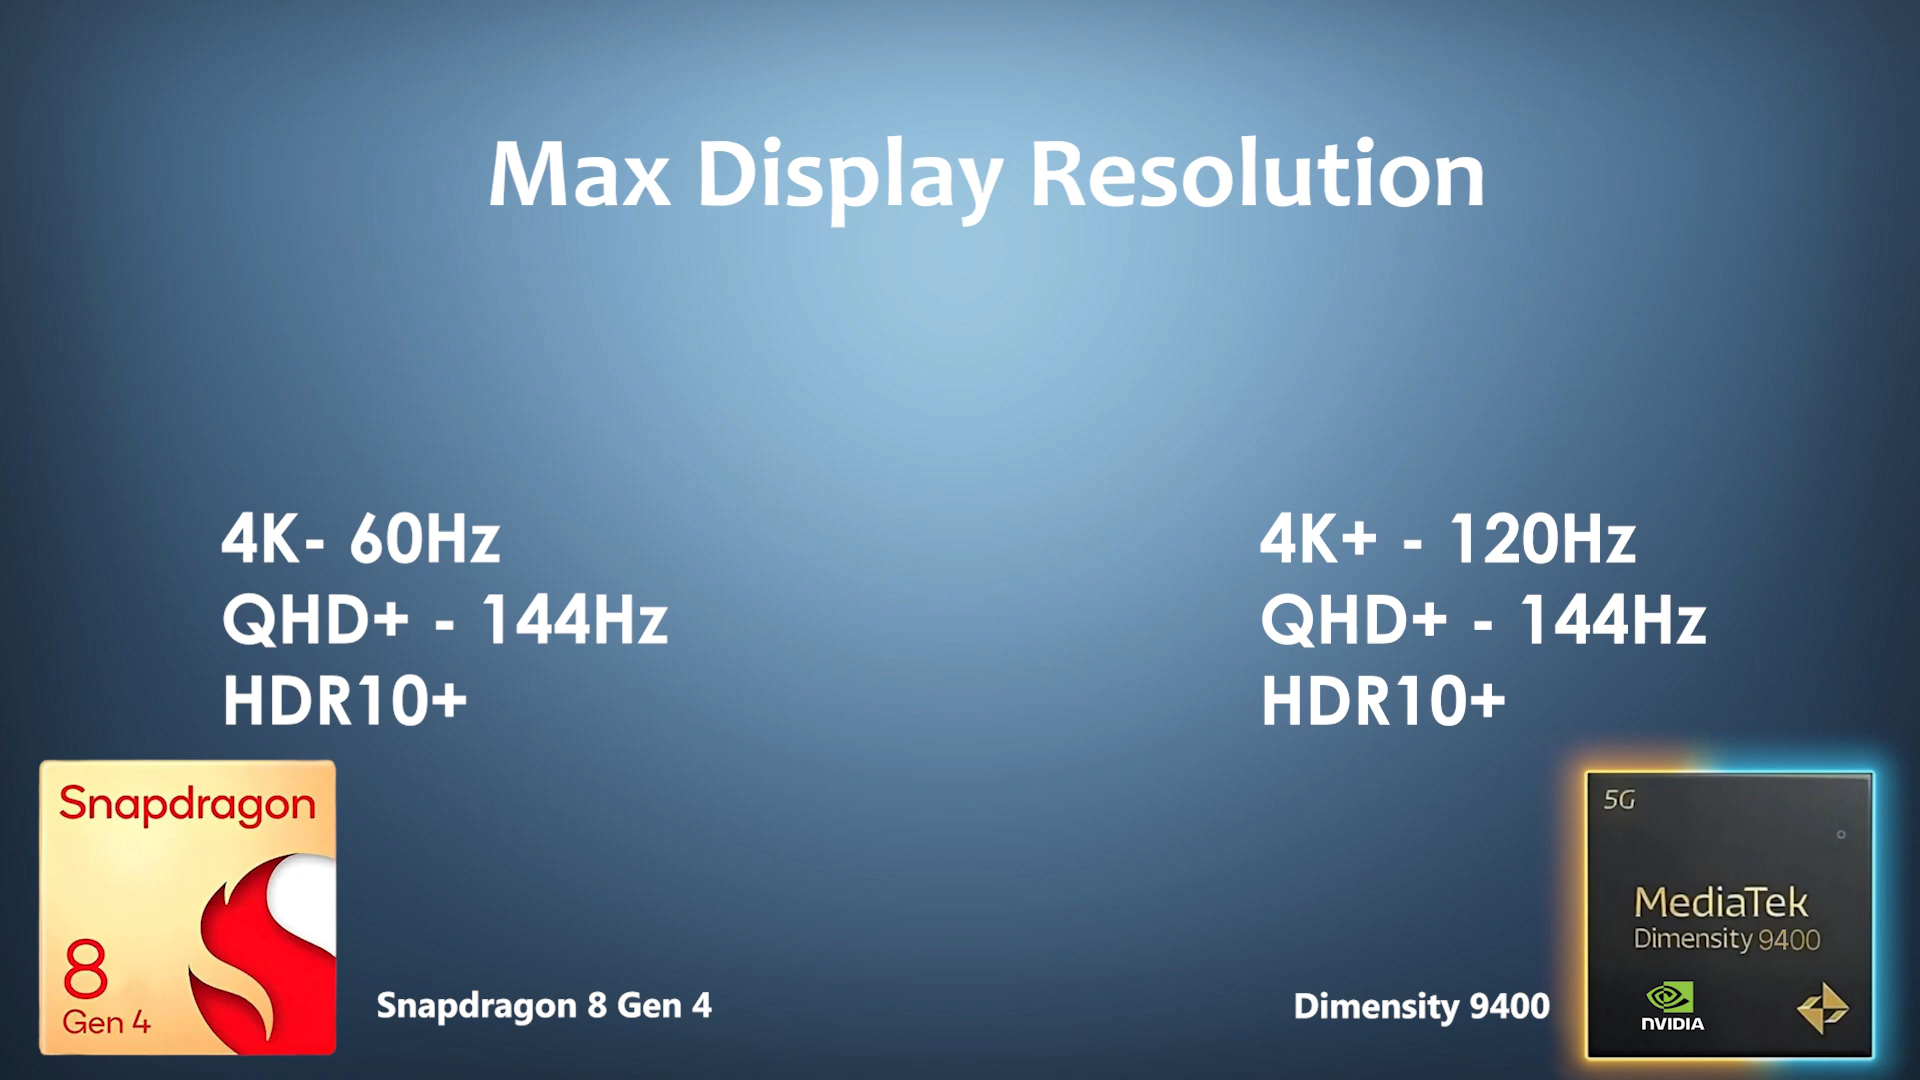 Max Display Resolution
4K- 60Hz
QHD+ - 144Hz
HDR10+
4K+ - 120Hz
QHD+ - 144Hz
HDR10+
Snapdragon
8
Gen 4
Snapdragon 8 Gen 4
Dimensity 9400
5G
MediaTek
Dimensity 9400
NVIDIA